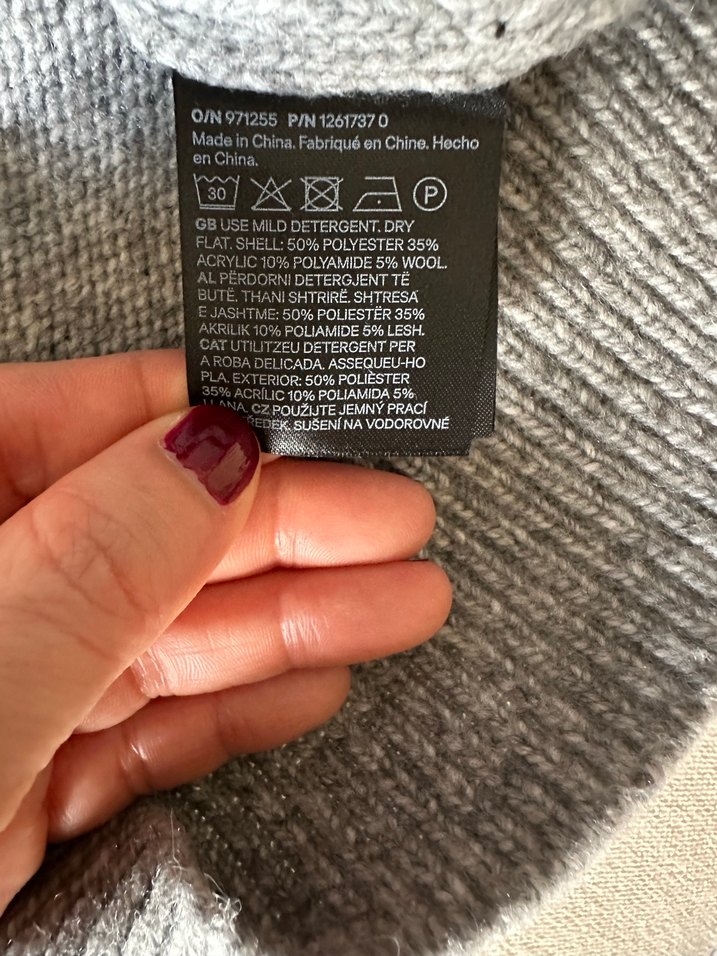 O/N 971255 P/N 1261737 0
Made in China. Fabriqué en Chine. Hecho
en China.
30 P
GB USE MILD DETERGENT. DRY
FLAT. SHELL: 50% POLYESTER 35%
ACRYLIC 10% POLYAMIDE 5% WOOL.
AL PËRDORNI DETERGJENT TË
BUTË. THANI SHTRIRË. SHTRESA
E JASHTME: 50% POLIESTËR 35%
AKRILIK 10% POLIAMIDE 5% LESH.
CAT UTILITZEU DETERGENT PER
A ROBA DELICADA. ASSEQUEU-HO
PLA. EXTERIOR: 50% POLIÈSTER
35% ACRÍLIC 10% POLIAMIDA 5%
LLANA. CZ POUŽIJTE JEMNÝ PRACÍ
SUŠENÍ NA VODOROVNÉ